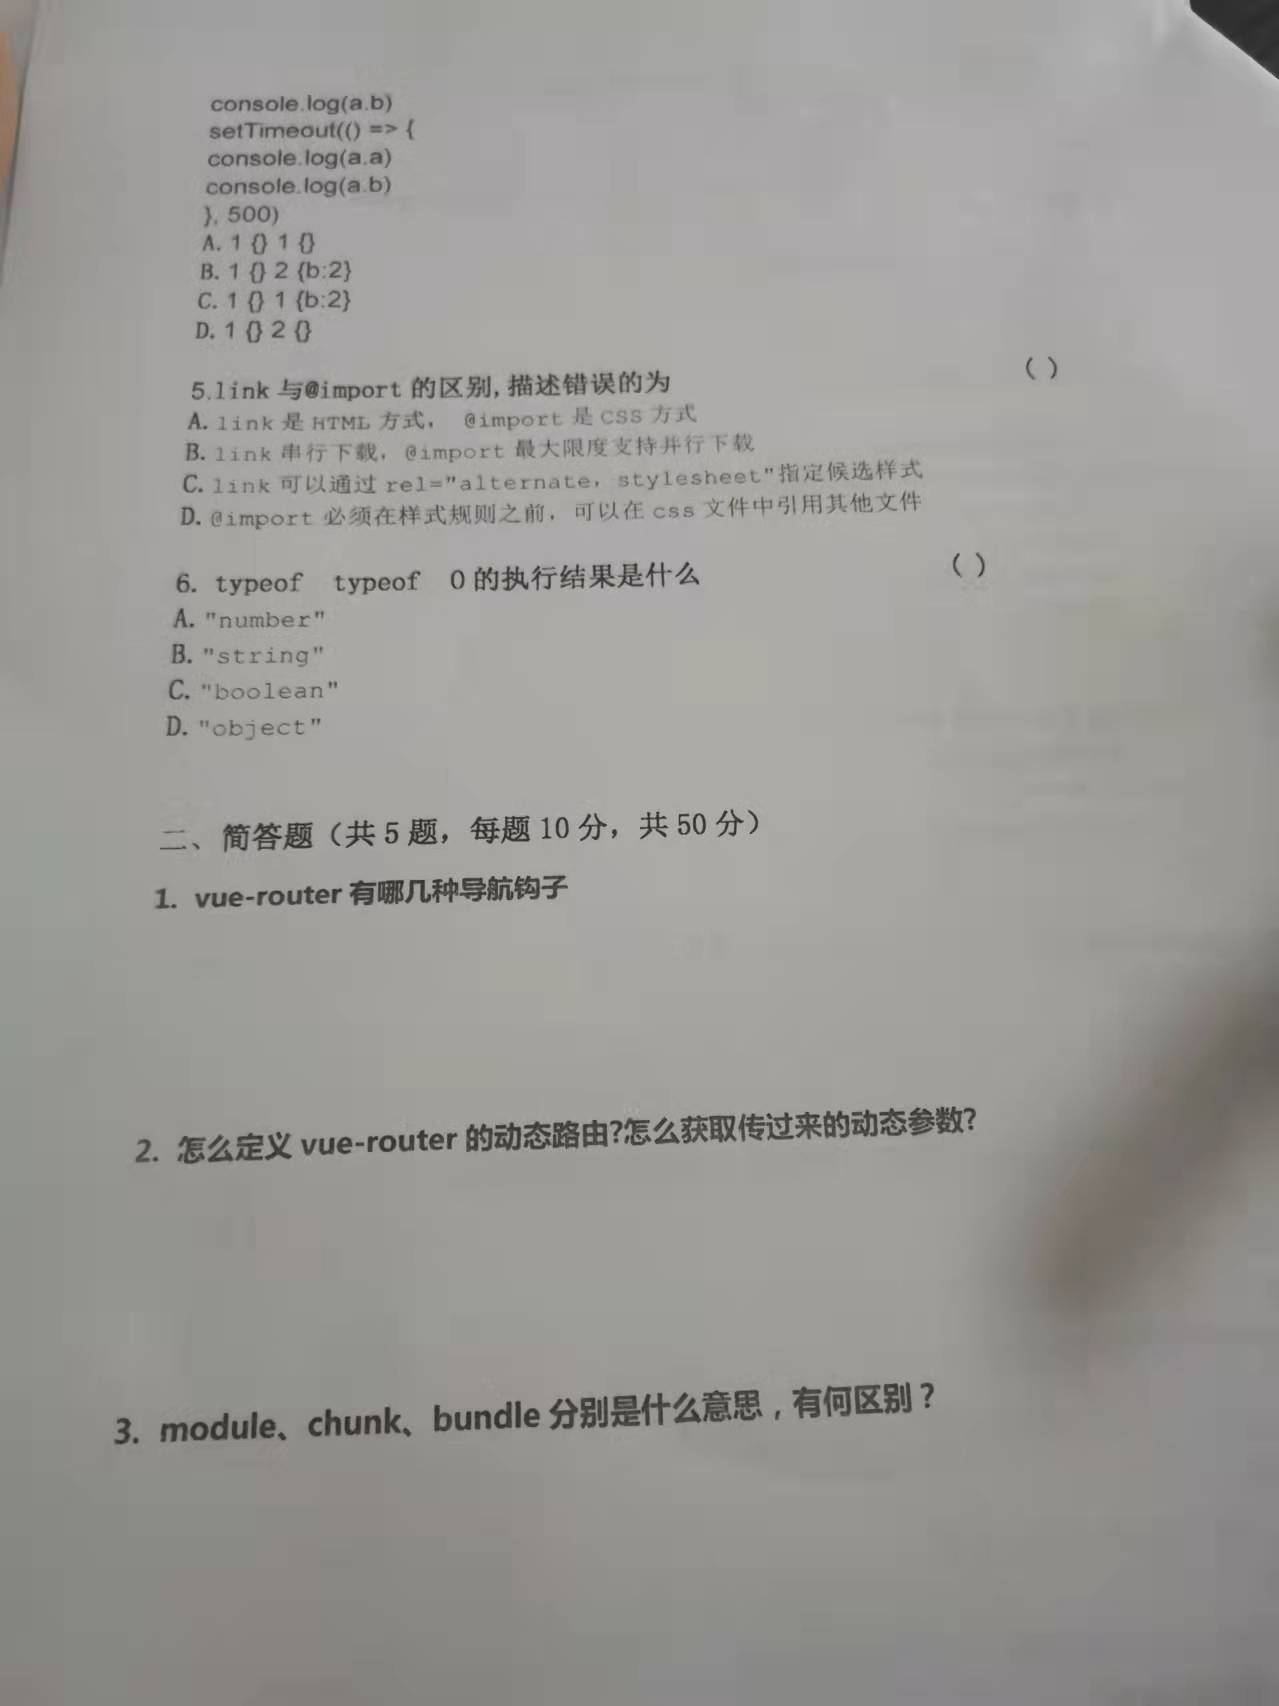 console.log(a.b)
setTimeout(() => {
console.log(a.a)
console.log(a.b)
}, 500)
A. 1 {} 1 {}
B. 1 {} 2 {b:2}
C. 1 {} 1 {b:2}
D. 1 {} 2 {}
5.link 与@import 的区别,描述错误的为 ( )
A. link 是 HTML 方式， @import 是 CSS 方式
B. link 串行下载，@import 最大限度支持并行下载
C. link 可以通过 rel="alternate，stylesheet"指定候选样式
D. @import 必须在样式规则之前，可以在 css 文件中引用其他文件
6. typeof typeof 0 的执行结果是什么 ( )
A. "number"
B. "string"
C. "boolean"
D. "object"
二、简答题（共 5 题，每题 10 分，共 50 分）
1. vue-router 有哪几种导航钩子
2. 怎么定义 vue-router 的动态路由?怎么获取传过来的动态参数?
3. module、chunk、bundle 分别是什么意思，有何区别？